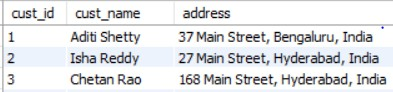 cust_id cust_name address
1 Aditi Shetty 37 Main Street, Bengaluru, India
2 Isha Reddy 27 Main Street, Hyderabad, India
3 Chetan Rao 168 Main Street, Hyderabad, India